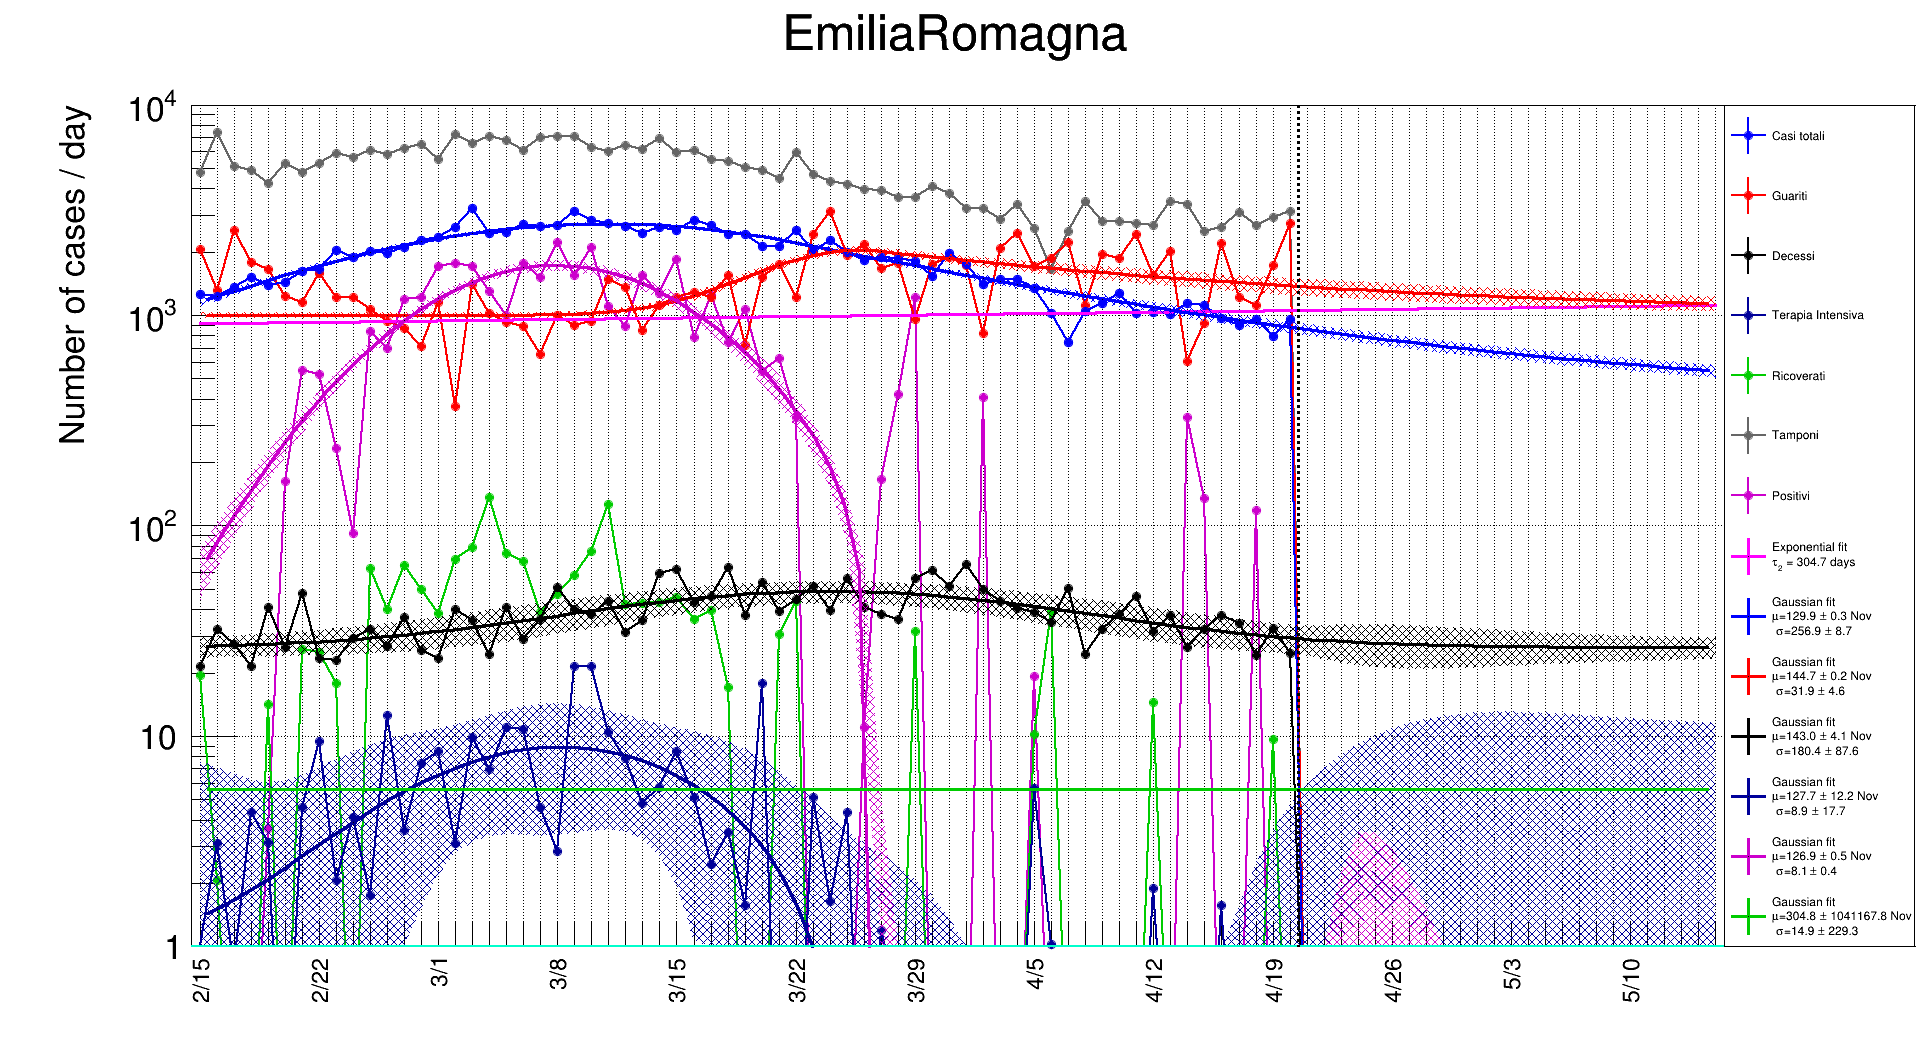 EmiliaRomagna
Number of cases / day
10^4
10^3
10^2
10
1
2/15
2/22
3/1
3/8
3/15
3/22
3/29
4/5
4/12
4/19
4/26
5/3
5/10
Casi totali
Guariti
Decessi
Terapia Intensiva
Ricoverati
Tamponi
Positivi
Exponential fit
τ₂ = 304.7 days
Gaussian fit
μ=129.9 ± 0.3 Nov
σ=256.9 ± 8.7
Gaussian fit
μ=144.7 ± 0.2 Nov
σ=31.9 ± 4.6
Gaussian fit
μ=143.0 ± 4.1 Nov
σ=180.4 ± 87.6
Gaussian fit
μ=127.7 ± 12.2 Nov
σ=8.9 ± 17.7
Gaussian fit
μ=126.9 ± 0.5 Nov
σ=8.1 ± 0.4
Gaussian fit
μ=304.8 ± 1041167.8 Nov
σ=14.9 ± 229.3